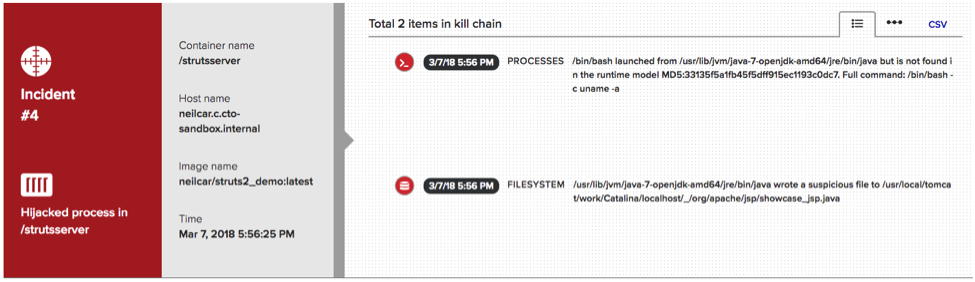 Incident
#4
Hijacked process in
/strutsserver
Container name
/strutsserver
Host name
neilcar.c.cto-
sandbox.internal
Image name
neilcar/struts2_demo:latest
Time
Mar 7, 2018 5:56:25 PM
Total 2 items in kill chain
CSV
3/7/18 5:56 PM PROCESSES /bin/bash launched from /usr/lib/jvm/java-7-openjdk-amd64/jre/bin/java but is not found i
n the runtime model MD5:33135f5a1fb45f5dff915ec1193c0dc7. Full command: /bin/bash -
c uname -a
3/7/18 5:56 PM FILESYSTEM /usr/lib/jvm/java-7-openjdk-amd64/jre/bin/java wrote a suspicious file to /usr/local/tomca
t/work/Catalina/localhost/_/org/apache/jsp/showcase_jsp.java